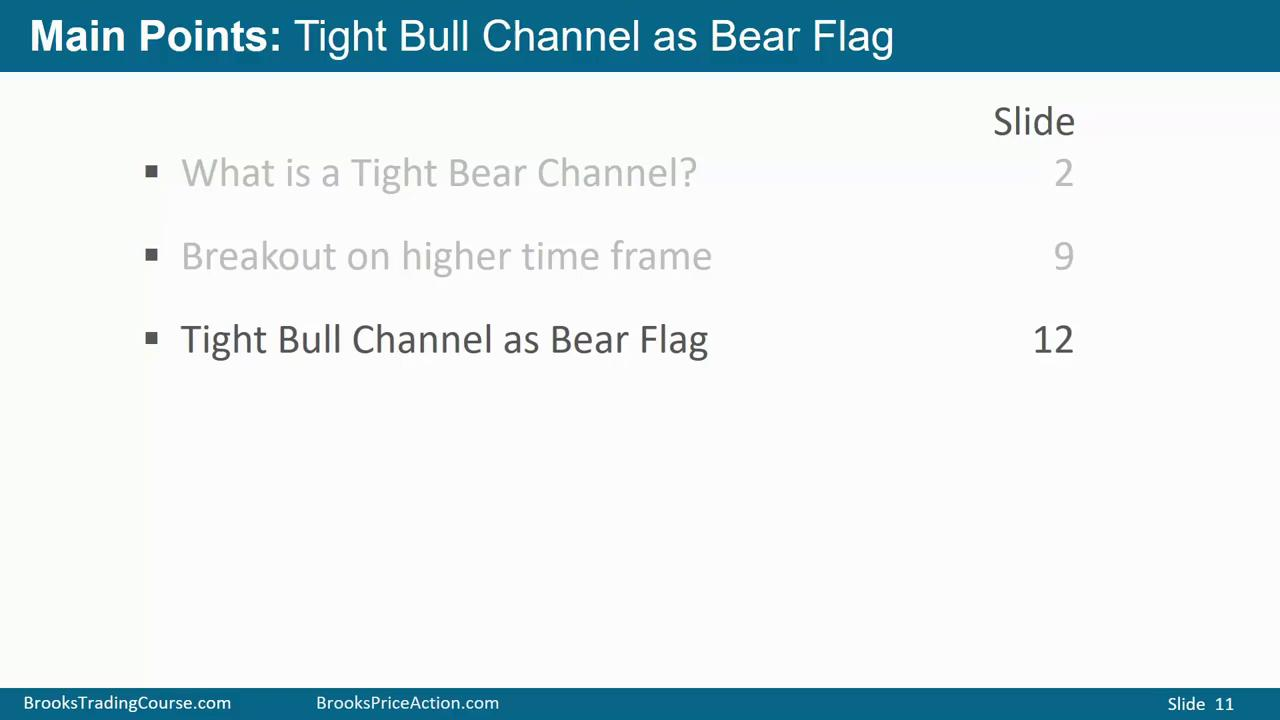 Main Points: Tight Bull Channel as Bear Flag
Slide
▪ What is a Tight Bear Channel? 2
▪ Breakout on higher time frame 9
▪ Tight Bull Channel as Bear Flag 12
BrooksTradingCourse.com BrooksPriceAction.com Slide 11